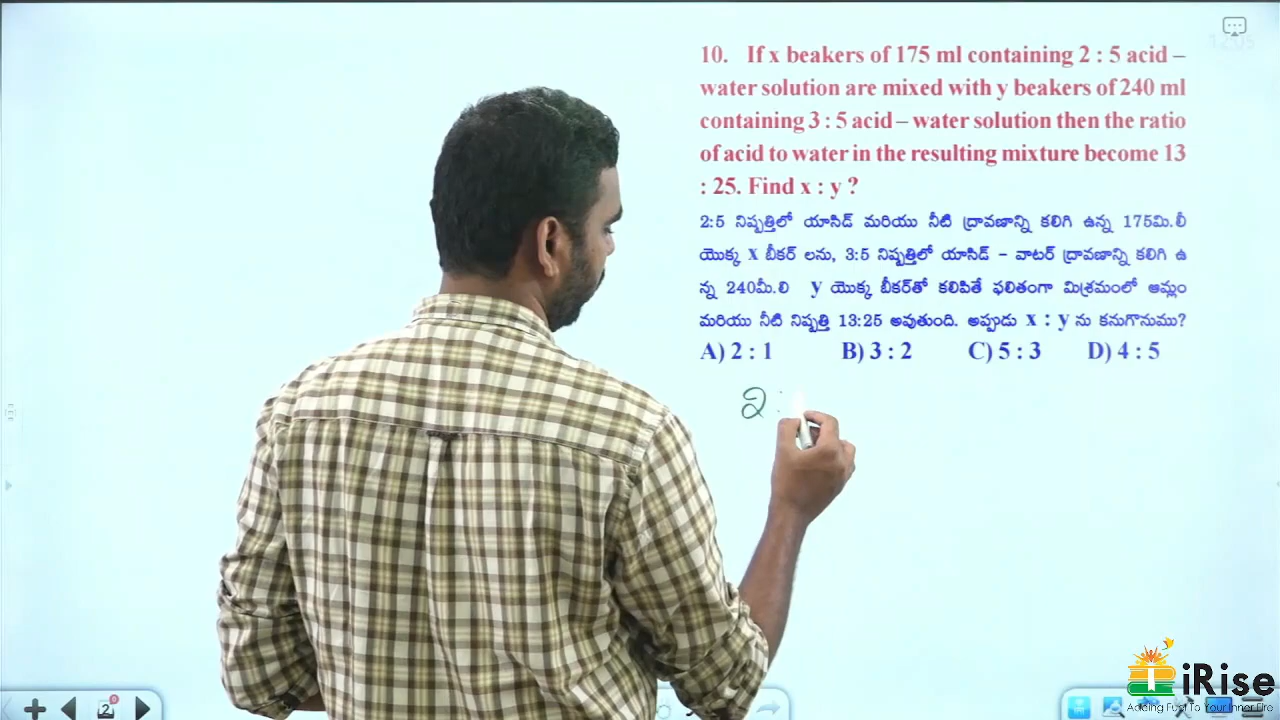 10. If x beakers of 175 ml containing 2 : 5 acid –
water solution are mixed with y beakers of 240 ml
containing 3 : 5 acid – water solution then the ratio
of acid to water in the resulting mixture become 13
: 25. Find x : y ?
2:5 నిష్పత్తిలో యాసిడ్ మరియు నీటి ద్రావణాన్ని కలిగి ఉన్న 175మి.లీ
యొక్క x బీకర్ లను, 3:5 నిష్పత్తిలో యాసిడ్ – వాటర్ ద్రావణాన్ని కలిగి ఉ
న్న 240మీ.లి y యొక్క బీకర్‌తో కలిపితే ఫలితంగా మిశ్రమంలో ఆమ్లం
మరియు నీటి నిష్పత్తి 13:25 అవుతుంది. అప్పుడు x : y ను కనుగొనుము?
A) 2 : 1 B) 3 : 2 C) 5 : 3 D) 4 : 5
2 :
2
iRise
Adding Fuel To Your Inner Fire